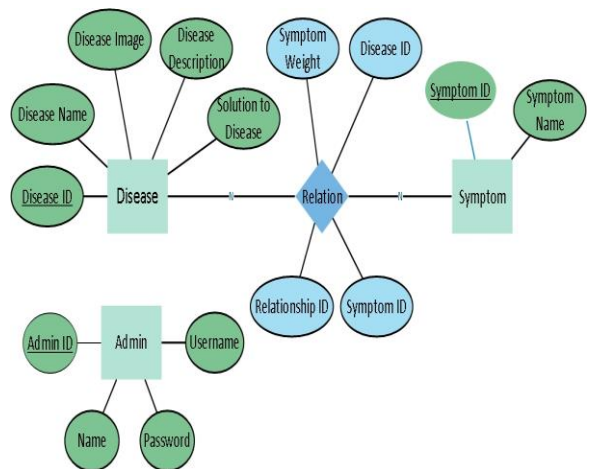 Disease Image
Disease
Description
Symptom
Weight
Disease ID
Symptom ID
Symptom
Name
Disease Name
Solution to
Disease
Disease ID
Disease
N
Relation
N
Symptom
Relationship ID
Symptom ID
Admin ID
Admin
Username
Name
Password